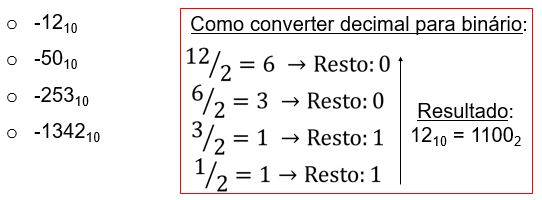 o -12₁₀
o -50₁₀
o -253₁₀
o -1342₁₀
Como converter decimal para binário:
12/2 = 6 → Resto: 0
6/2 = 3 → Resto: 0
3/2 = 1 → Resto: 1
1/2 = 1 → Resto: 1
Resultado:
12₁₀ = 1100₂